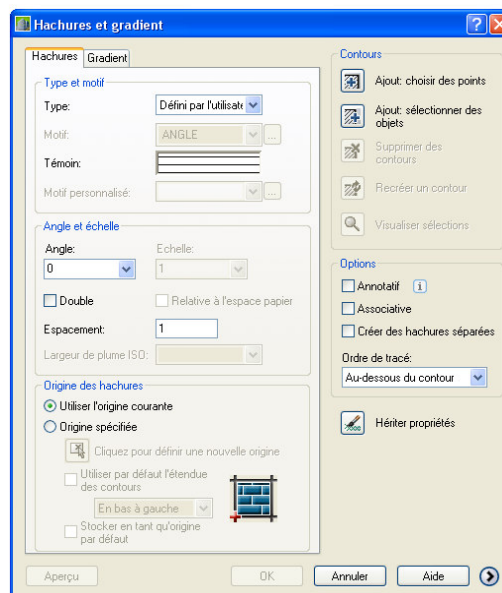 Hachures et gradient
Hachures
Gradient
Type et motif
Type:
Défini par l'utilisate
Motif:
ANGLE
...
Témoin:
Motif personnalisé:
...
Angle et échelle
Angle:
Echelle:
0
1
Double
Relative à l'espace papier
Espacement:
1
Largeur de plume ISO:
Origine des hachures
Utiliser l'origine courante
Origine spécifiée
Cliquez pour définir une nouvelle origine
Utiliser par défaut l'étendue
des contours
En bas à gauche
Stocker en tant qu'origine
par défaut
Contours
Ajout: choisir des points
Ajout: sélectionner des
objets
Supprimer des
contours
Recréer un contour
Visualiser sélections
Options
Annotatif
i
Associative
Créer des hachures séparées
Ordre de tracé:
Au-dessous du contour
Hériter propriétés
Aperçu
OK
Annuler
Aide